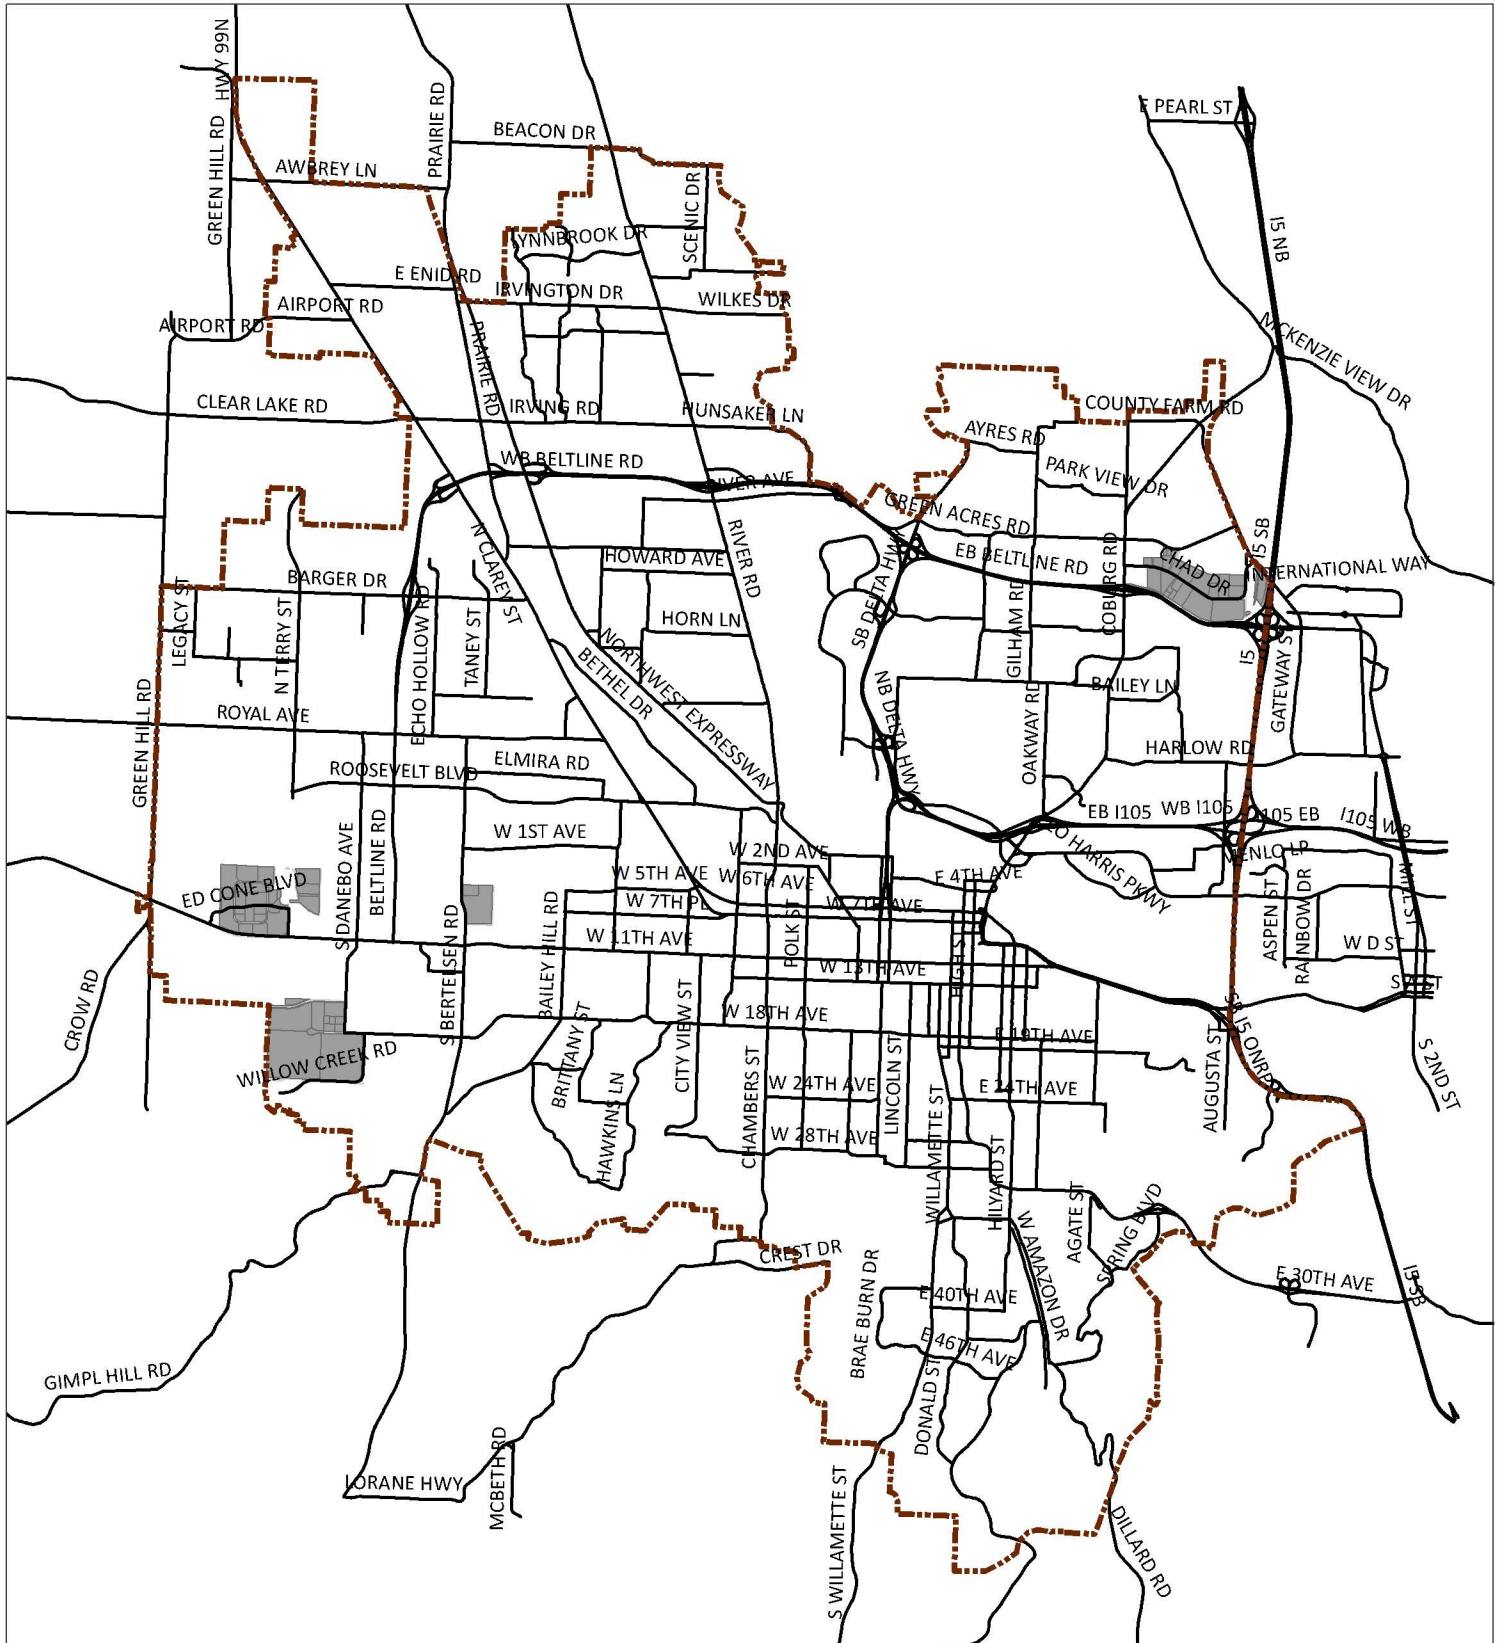 HWY 99N
GREEN HILL RD
PRAIRIE RD
BEACON DR
E PEARL ST
AWBREY LN
SCENIC DR
LYNNBROOK DR
I5 NB
E ENID RD
IRVINGTON DR
WILKES DR
AIRPORT RD
AIRPORT RD
PRAIRIE RD
MCKENZIE VIEW DR
CLEAR LAKE RD
IRVING RD
HUNSAKER LN
COUNTY FARM RD
AYRES RD
WB BELTLINE RD
RIVER AVE
PARK VIEW DR
GREEN ACRES RD
N CLAREY ST
RIVER RD
I5 SB
HOWARD AVE
SB DELTA HWY
EB BELTLINE RD
COBURG RD
CHAD DR
INTERNATIONAL WAY
BARGER DR
LEGACY ST
N TERRY ST
ECHO HOLLOW RD
TANEY ST
HORN LN
GILHAM RD
I5
GATEWAY ST
NORTHWEST EXPRESSWAY
BETHEL DR
BAILEY LN
GREEN HILL RD
ROYAL AVE
NB DELTA HWY
OAKWAY RD
HARLOW RD
ELMIRA RD
ROOSEVELT BLVD
EB I105
WB I105
I105 EB
I105 WB
W 1ST AVE
S DANEBO AVE
BELTLINE RD
W 2ND AVE
MENLO LP
W 5TH AVE
W 6TH AVE
E 4TH AVE
ED CONE BLVD
W 7TH PL
W 7TH AVE
ASPEN ST
RAINBOW DR
MILL ST
S BERTELSEN RD
BAILEY HILL RD
W 11TH AVE
POLK ST
W D ST
W 13TH AVE
HIGH ST
S A ST
CROW RD
CITY VIEW ST
W 18TH AVE
E 19TH AVE
SB I5 ONRP
WILLOW CREEK RD
BRITTANY ST
HAWKINS LN
CHAMBERS ST
W 24TH AVE
LINCOLN ST
E 24TH AVE
AUGUSTA ST
S 2ND ST
W 28TH AVE
WILLAMETTE ST
HILYARD ST
AGATE ST
SPRING BLVD
W AMAZON DR
CREST DR
BRAE BURN DR
E 40TH AVE
E 30TH AVE
I5 SB
E 46TH AVE
GIMPL HILL RD
DONALD ST
MCBETH RD
LORANE HWY
S WILLAMETTE ST
DILLARD RD